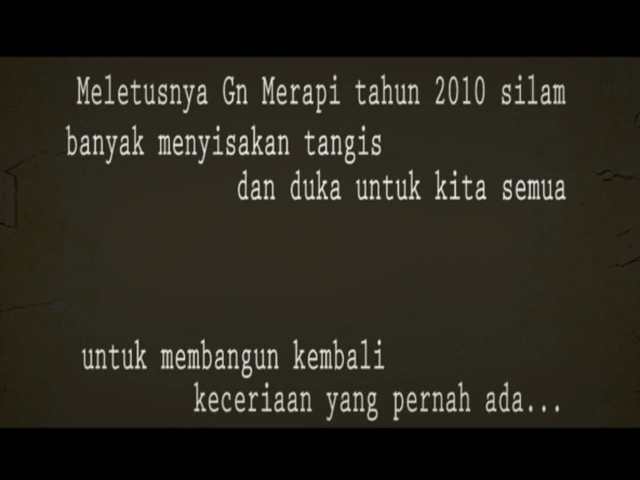 Meletusnya Gn Merapi tahun 2010 silam
banyak menyisakan tangis
dan duka untuk kita semua
untuk membangun kembali
keceriaan yang pernah ada...